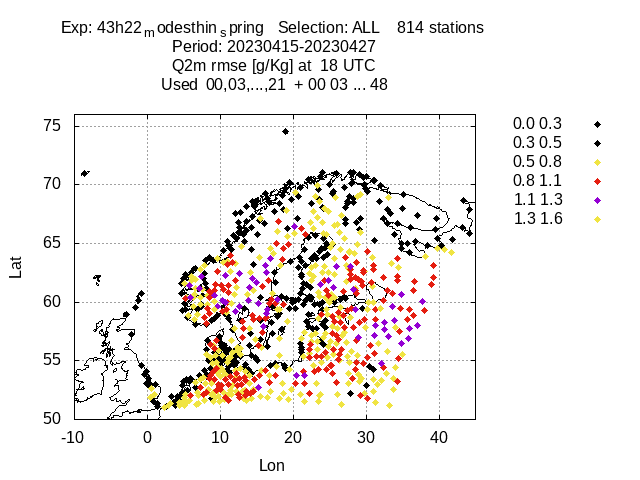 Exp: 43h22modesthinspring Selection: ALL 814 stations
Period: 20230415-20230427
Q2m rmse [g/Kg] at 18 UTC
Used 00,03,...,21 + 00 03 ... 48
0.0 0.3
0.3 0.5
0.5 0.8
0.8 1.1
1.1 1.3
1.3 1.6
75
70
65
60
55
50
Lat
-10 0 10 20 30 40
Lon